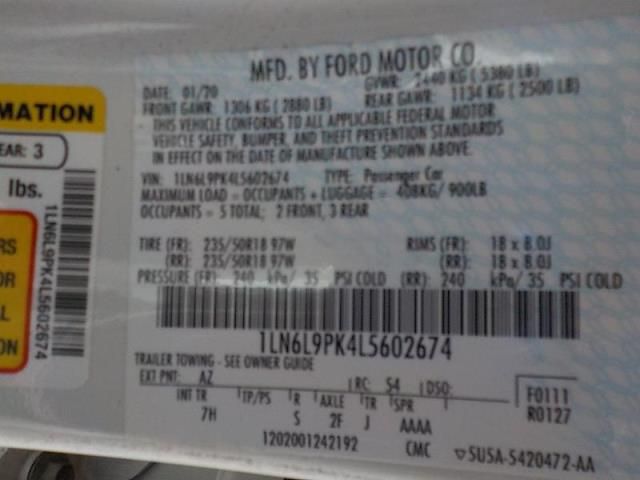 MFD. BY FORD MOTOR CO.
DATE: 01/20 GVWR: 2440 KG ( 5380 LB)
FRONT GAWR: 1306 KG ( 2880 LB) REAR GAWR: 1134 KG ( 2500 LB)
THIS VEHICLE CONFORMS TO ALL APPLICABLE FEDERAL MOTOR
VEHICLE SAFETY, BUMPER, AND THEFT PREVENTION STANDARDS
IN EFFECT ON THE DATE OF MANUFACTURE SHOWN ABOVE.
VIN: 1LN6L9PK4L5602674 TYPE: Passenger Car
MAXIMUM LOAD = OCCUPANTS + LUGGAGE = 408KG/ 900LB
OCCUPANTS = 5 TOTAL; 2 FRONT, 3 REAR
TIRE (FR): 235/50R18 97W RIMS (FR): 18 x 8.0J
(RR): 235/50R18 97W (RR): 18 x 8.0J
PRESSURE (FR): 240 kPa/ 35 PSI COLD (RR): 240 kPa/ 35 PSI COLD
1LN6L9PK4L5602674
TRAILER TOWING - SEE OWNER GUIDE
EXT PNT: AZ RC: 54 DSO: F0111
INT TR TP/PS R AXLE TR SPR R0127
7H S 2F J AAAA
1202001242192 CMC ▽SU5A-5420472-AA
MATION
EAR: 3
lbs.
RS
OR
L
ON
1LN6L9PK4L5602674